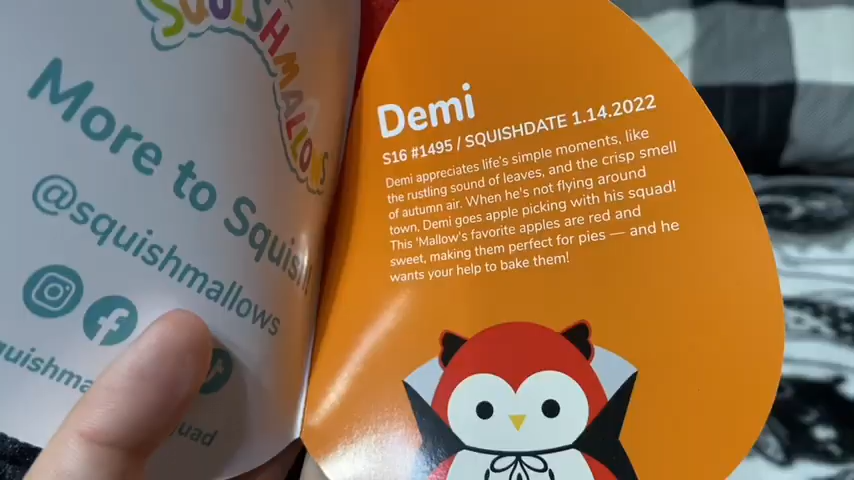 SQUISHMALLOWS
More to Squish!
@squishmallows
Demi
S16 #1495 / SQUISHDATE 1.14.2022
Demi appreciates life's simple moments, like
the rustling sound of leaves, and the crisp smell
of autumn air. When he's not flying around
town, Demi goes apple picking with his squad!
This 'Mallow's favorite apples are red and
sweet, making them perfect for pies — and he
wants your help to bake them!